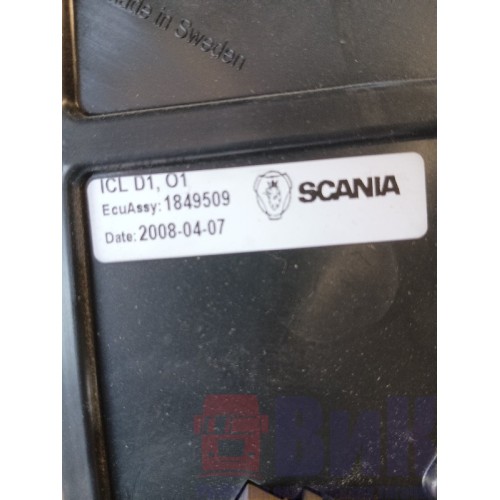 Made in Sweden
ICL D1, O1
EcuAssy: 1849509
Date: 2008-04-07
SCANIA